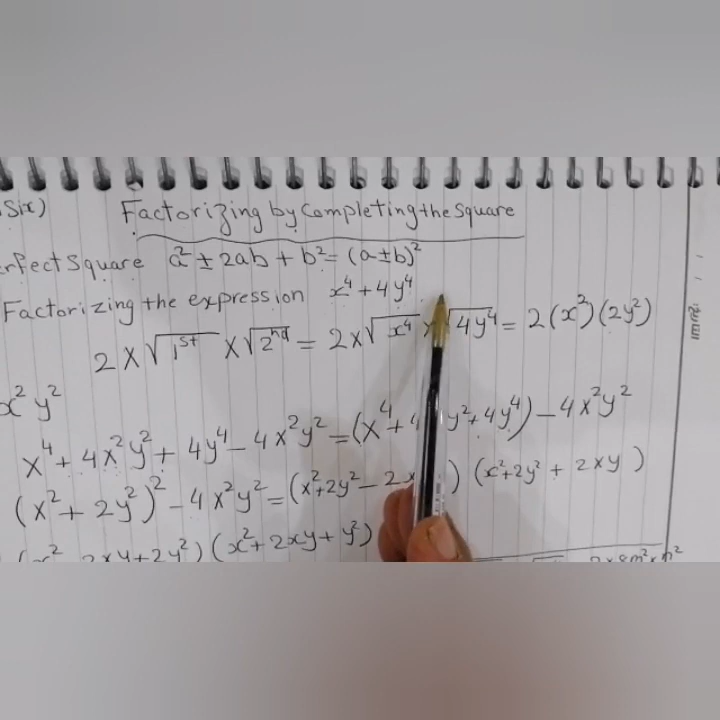 Six) Factorizing by Completing the Square
erfect Square a² ± 2ab + b² = (a ± b)²
Factorizing the expression x⁴ + 4y⁴
2 × √1st × √2nd = 2 × √x⁴ × √4y⁴ = 2(x²)(2y²)
x² y²
x⁴ + 4x²y² + 4y⁴ - 4x²y² = (x⁴ + 4 y² + 4y⁴) - 4x²y²
(x² + 2y²)² - 4x²y² = (x² + 2y² - 2x ) (x² + 2y² + 2xy )
2xy + 2y²) (x² + 2xy + y²)